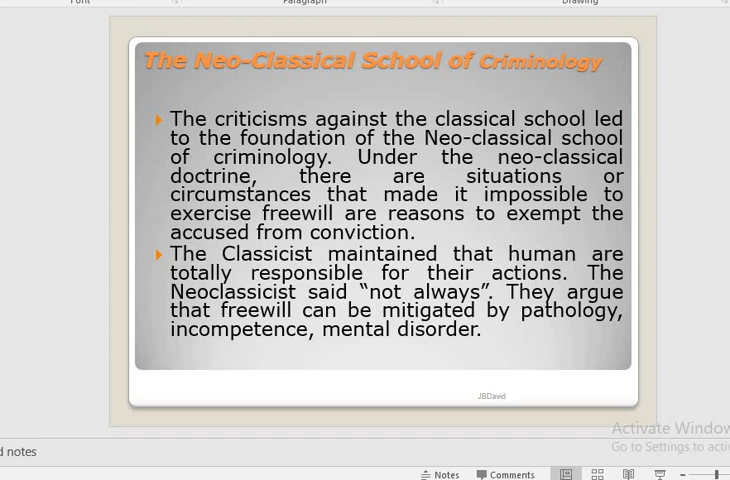 Font
Paragraph
Drawing
The Neo-Classical School of Criminology
The criticisms against the classical school led
to the foundation of the Neo-classical school
of criminology. Under the neo-classical
doctrine, there are situations or
circumstances that made it impossible to
exercise freewill are reasons to exempt the
accused from conviction.
The Classicist maintained that human are
totally responsible for their actions. The
Neoclassicist said “not always”. They argue
that freewill can be mitigated by pathology,
incompetence, mental disorder.
JBDavid
Activate Window
Go to Settings to activ
d notes
Notes
Comments